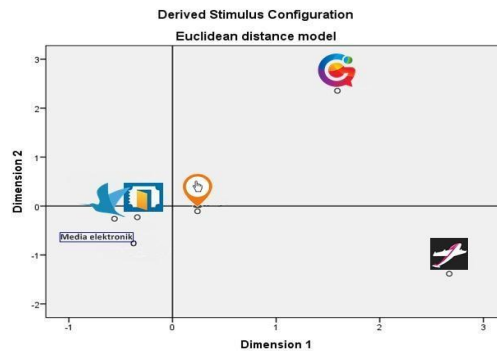 Derived Stimulus Configuration
Euclidean distance model
3
2
1
0
-1
-2
Dimension 2
Media elektronik
-1
0
1
2
3
Dimension 1